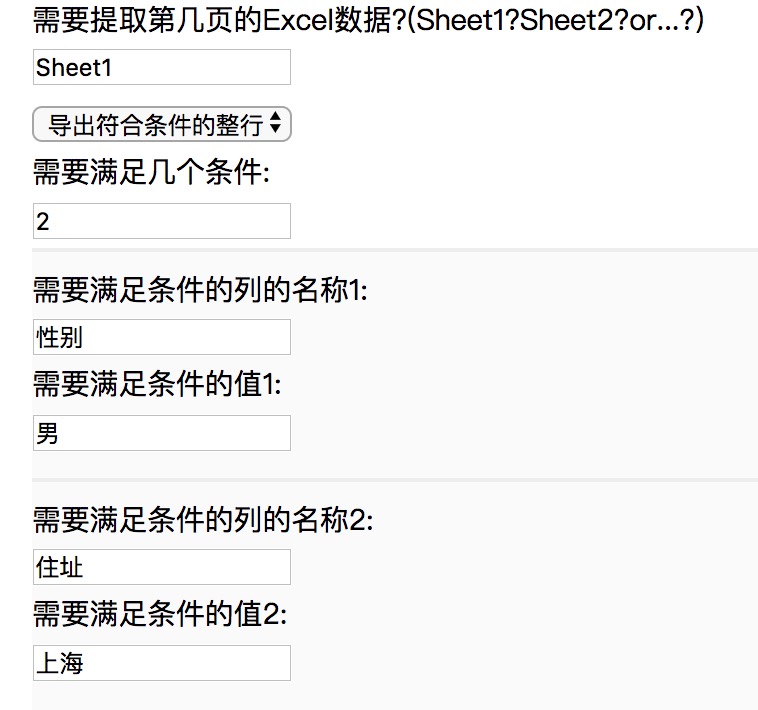 需要提取第几页的Excel数据?(Sheet1?Sheet2?or...?)
Sheet1
导出符合条件的整行
需要满足几个条件:
2
需要满足条件的列的名称1:
性别
需要满足条件的值1:
男
需要满足条件的列的名称2:
住址
需要满足条件的值2:
上海